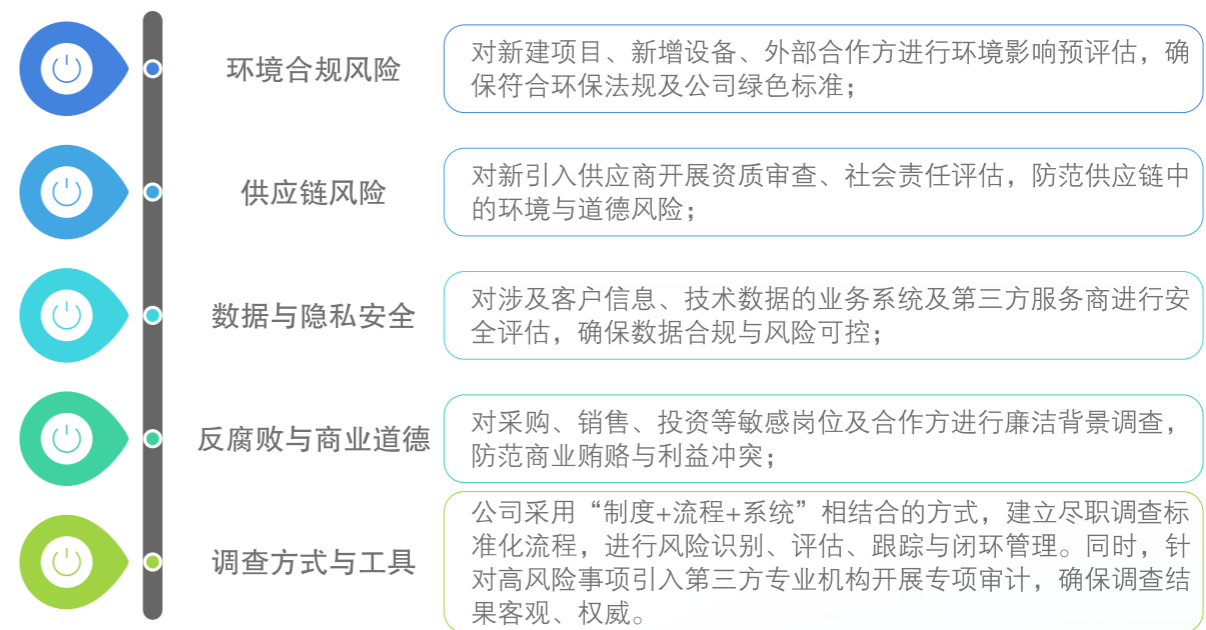 环境合规风险
对新建项目、新增设备、外部合作方进行环境影响预评估，确
保符合环保法规及公司绿色标准；
供应链风险
对新引入供应商开展资质审查、社会责任评估，防范供应链中
的环境与道德风险；
数据与隐私安全
对涉及客户信息、技术数据的业务系统及第三方服务商进行安
全评估，确保数据合规与风险可控；
反腐败与商业道德
对采购、销售、投资等敏感岗位及合作方进行廉洁背景调查，
防范商业贿赂与利益冲突；
调查方式与工具
公司采用“制度+流程+系统”相结合的方式，建立尽职调查标
准化流程，进行风险识别、评估、跟踪与闭环管理。同时，针
对高风险事项引入第三方专业机构开展专项审计，确保调查结
果客观、权威。